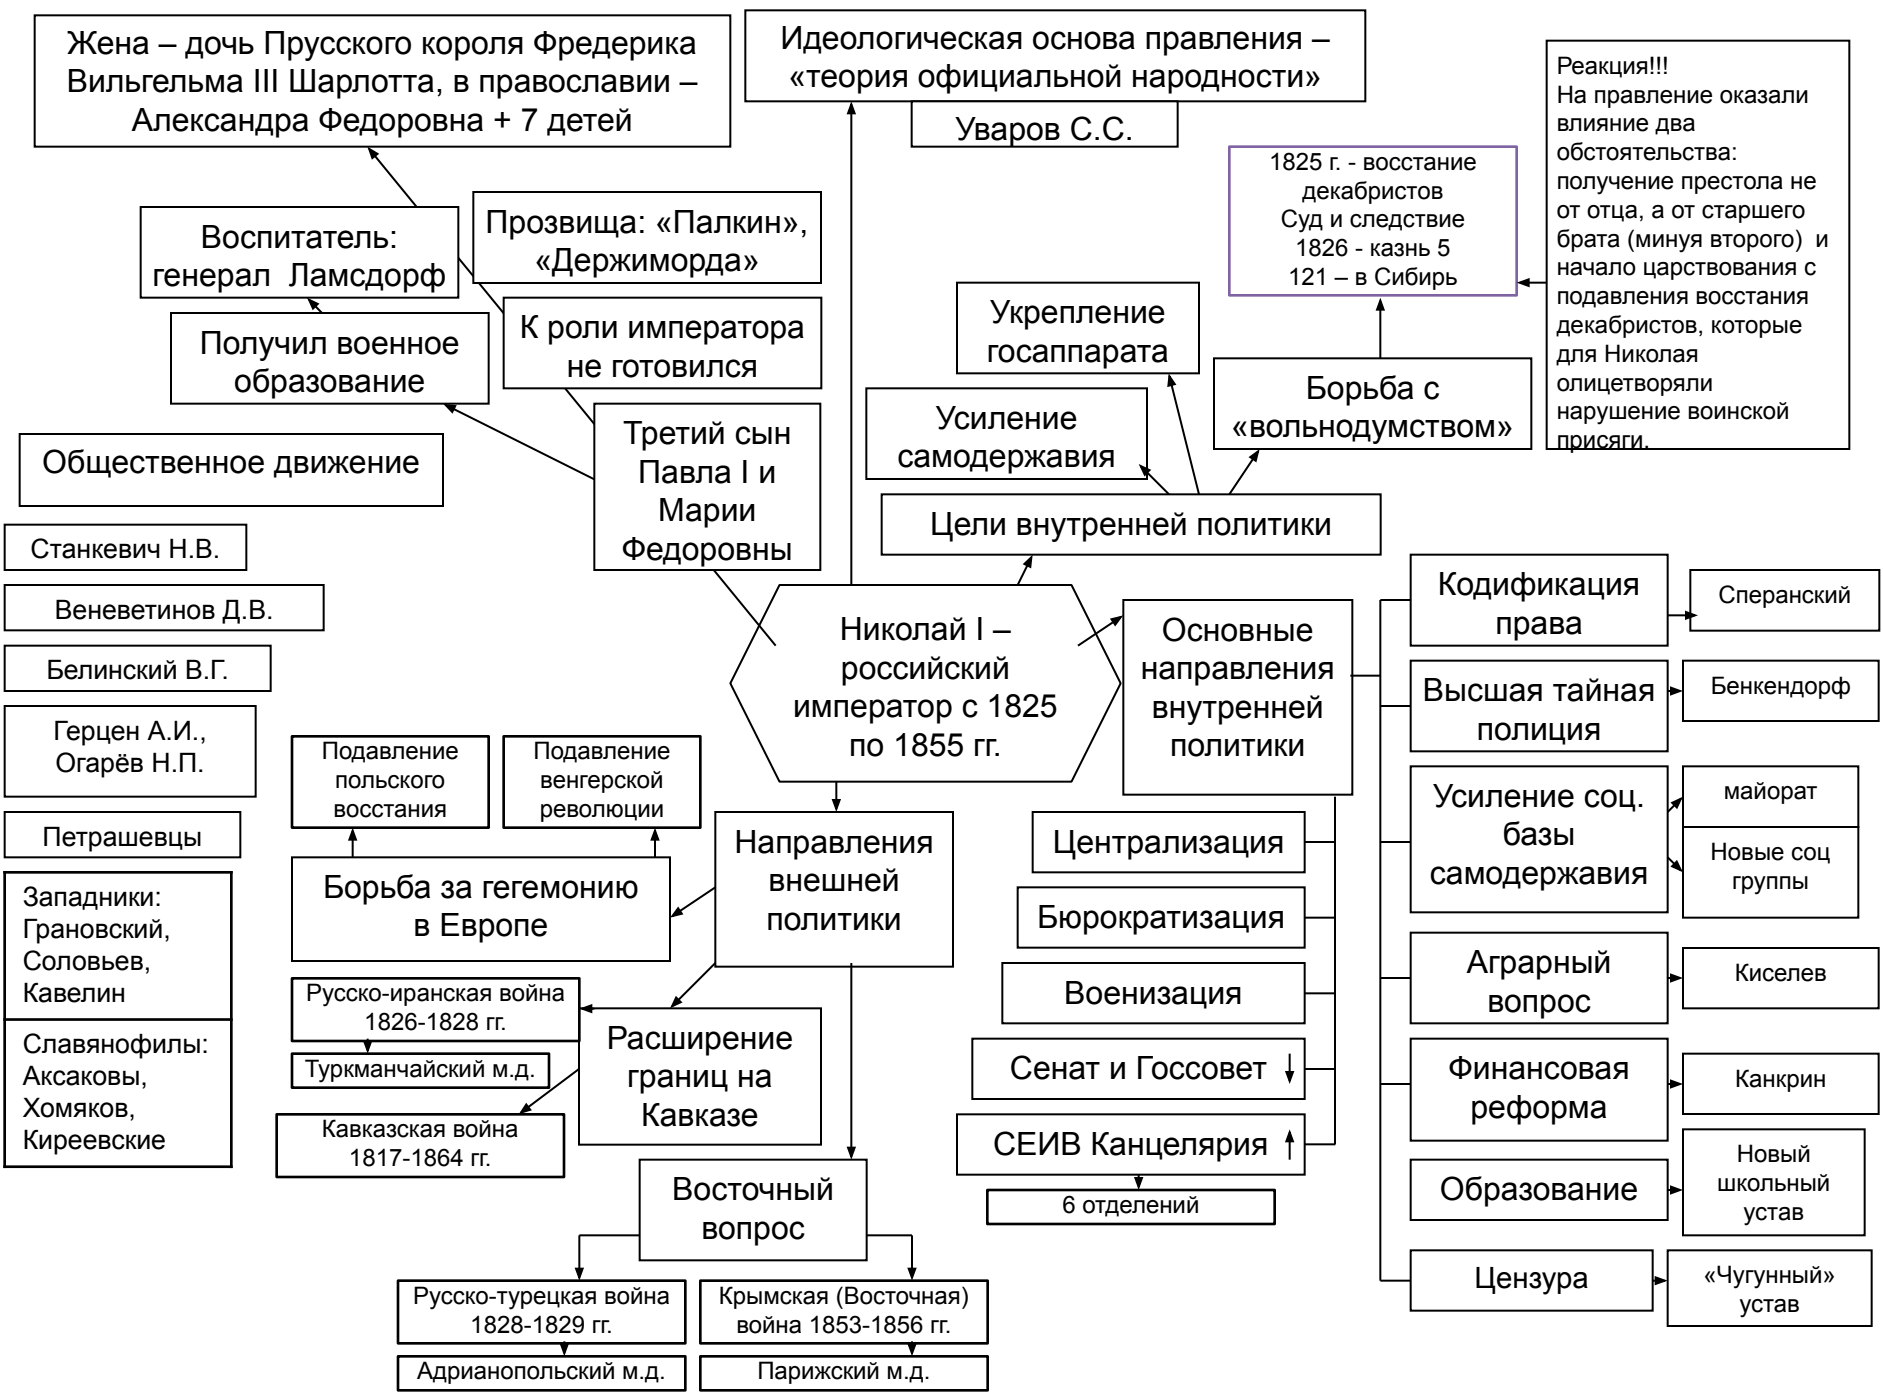 Жена – дочь Прусского короля Фредерика
Вильгельма III Шарлотта, в православии –
Александра Федоровна + 7 детей
Идеологическая основа правления –
«теория официальной народности»
Уваров С.С.
Реакция!!!
На правление оказали
влияние два
обстоятельства:
получение престола не
от отца, а от старшего
брата (минуя второго) и
начало царствования с
подавления восстания
декабристов, которые
для Николая
олицетворяли
нарушение воинской
присяги.
1825 г. - восстание
декабристов
Суд и следствие
1826 - казнь 5
121 – в Сибирь
Воспитатель:
генерал Ламсдорф
Прозвища: «Палкин»,
«Держиморда»
Получил военное
образование
К роли императора
не готовился
Укрепление
госаппарата
Борьба с
«вольнодумством»
Усиление
самодержавия
Третий сын
Павла I и
Марии
Федоровны
Цели внутренней политики
Общественное движение
Станкевич Н.В.
Веневетинов Д.В.
Белинский В.Г.
Герцен А.И.,
Огарёв Н.П.
Петрашевцы
Западники:
Грановский,
Соловьев,
Кавелин
Славянофилы:
Аксаковы,
Хомяков,
Киреевские
Николай I –
российский
император с 1825
по 1855 гг.
Основные
направления
внутренней
политики
Кодификация
права
Сперанский
Высшая тайная
полиция
Бенкендорф
Усиление соц.
базы
самодержавия
майорат
Новые соц
группы
Аграрный
вопрос
Киселев
Финансовая
реформа
Канкрин
Образование
Новый
школьный
устав
Цензура
«Чугунный»
устав
Централизация
Бюрократизация
Военизация
Сенат и Госсовет
СЕИВ Канцелярия
6 отделений
Направления
внешней
политики
Подавление
польского
восстания
Подавление
венгерской
революции
Борьба за гегемонию
в Европе
Русско-иранская война
1826-1828 гг.
Туркманчайский м.д.
Расширение
границ на
Кавказе
Кавказская война
1817-1864 гг.
Восточный
вопрос
Русско-турецкая война
1828-1829 гг.
Адрианопольский м.д.
Крымская (Восточная)
война 1853-1856 гг.
Парижский м.д.